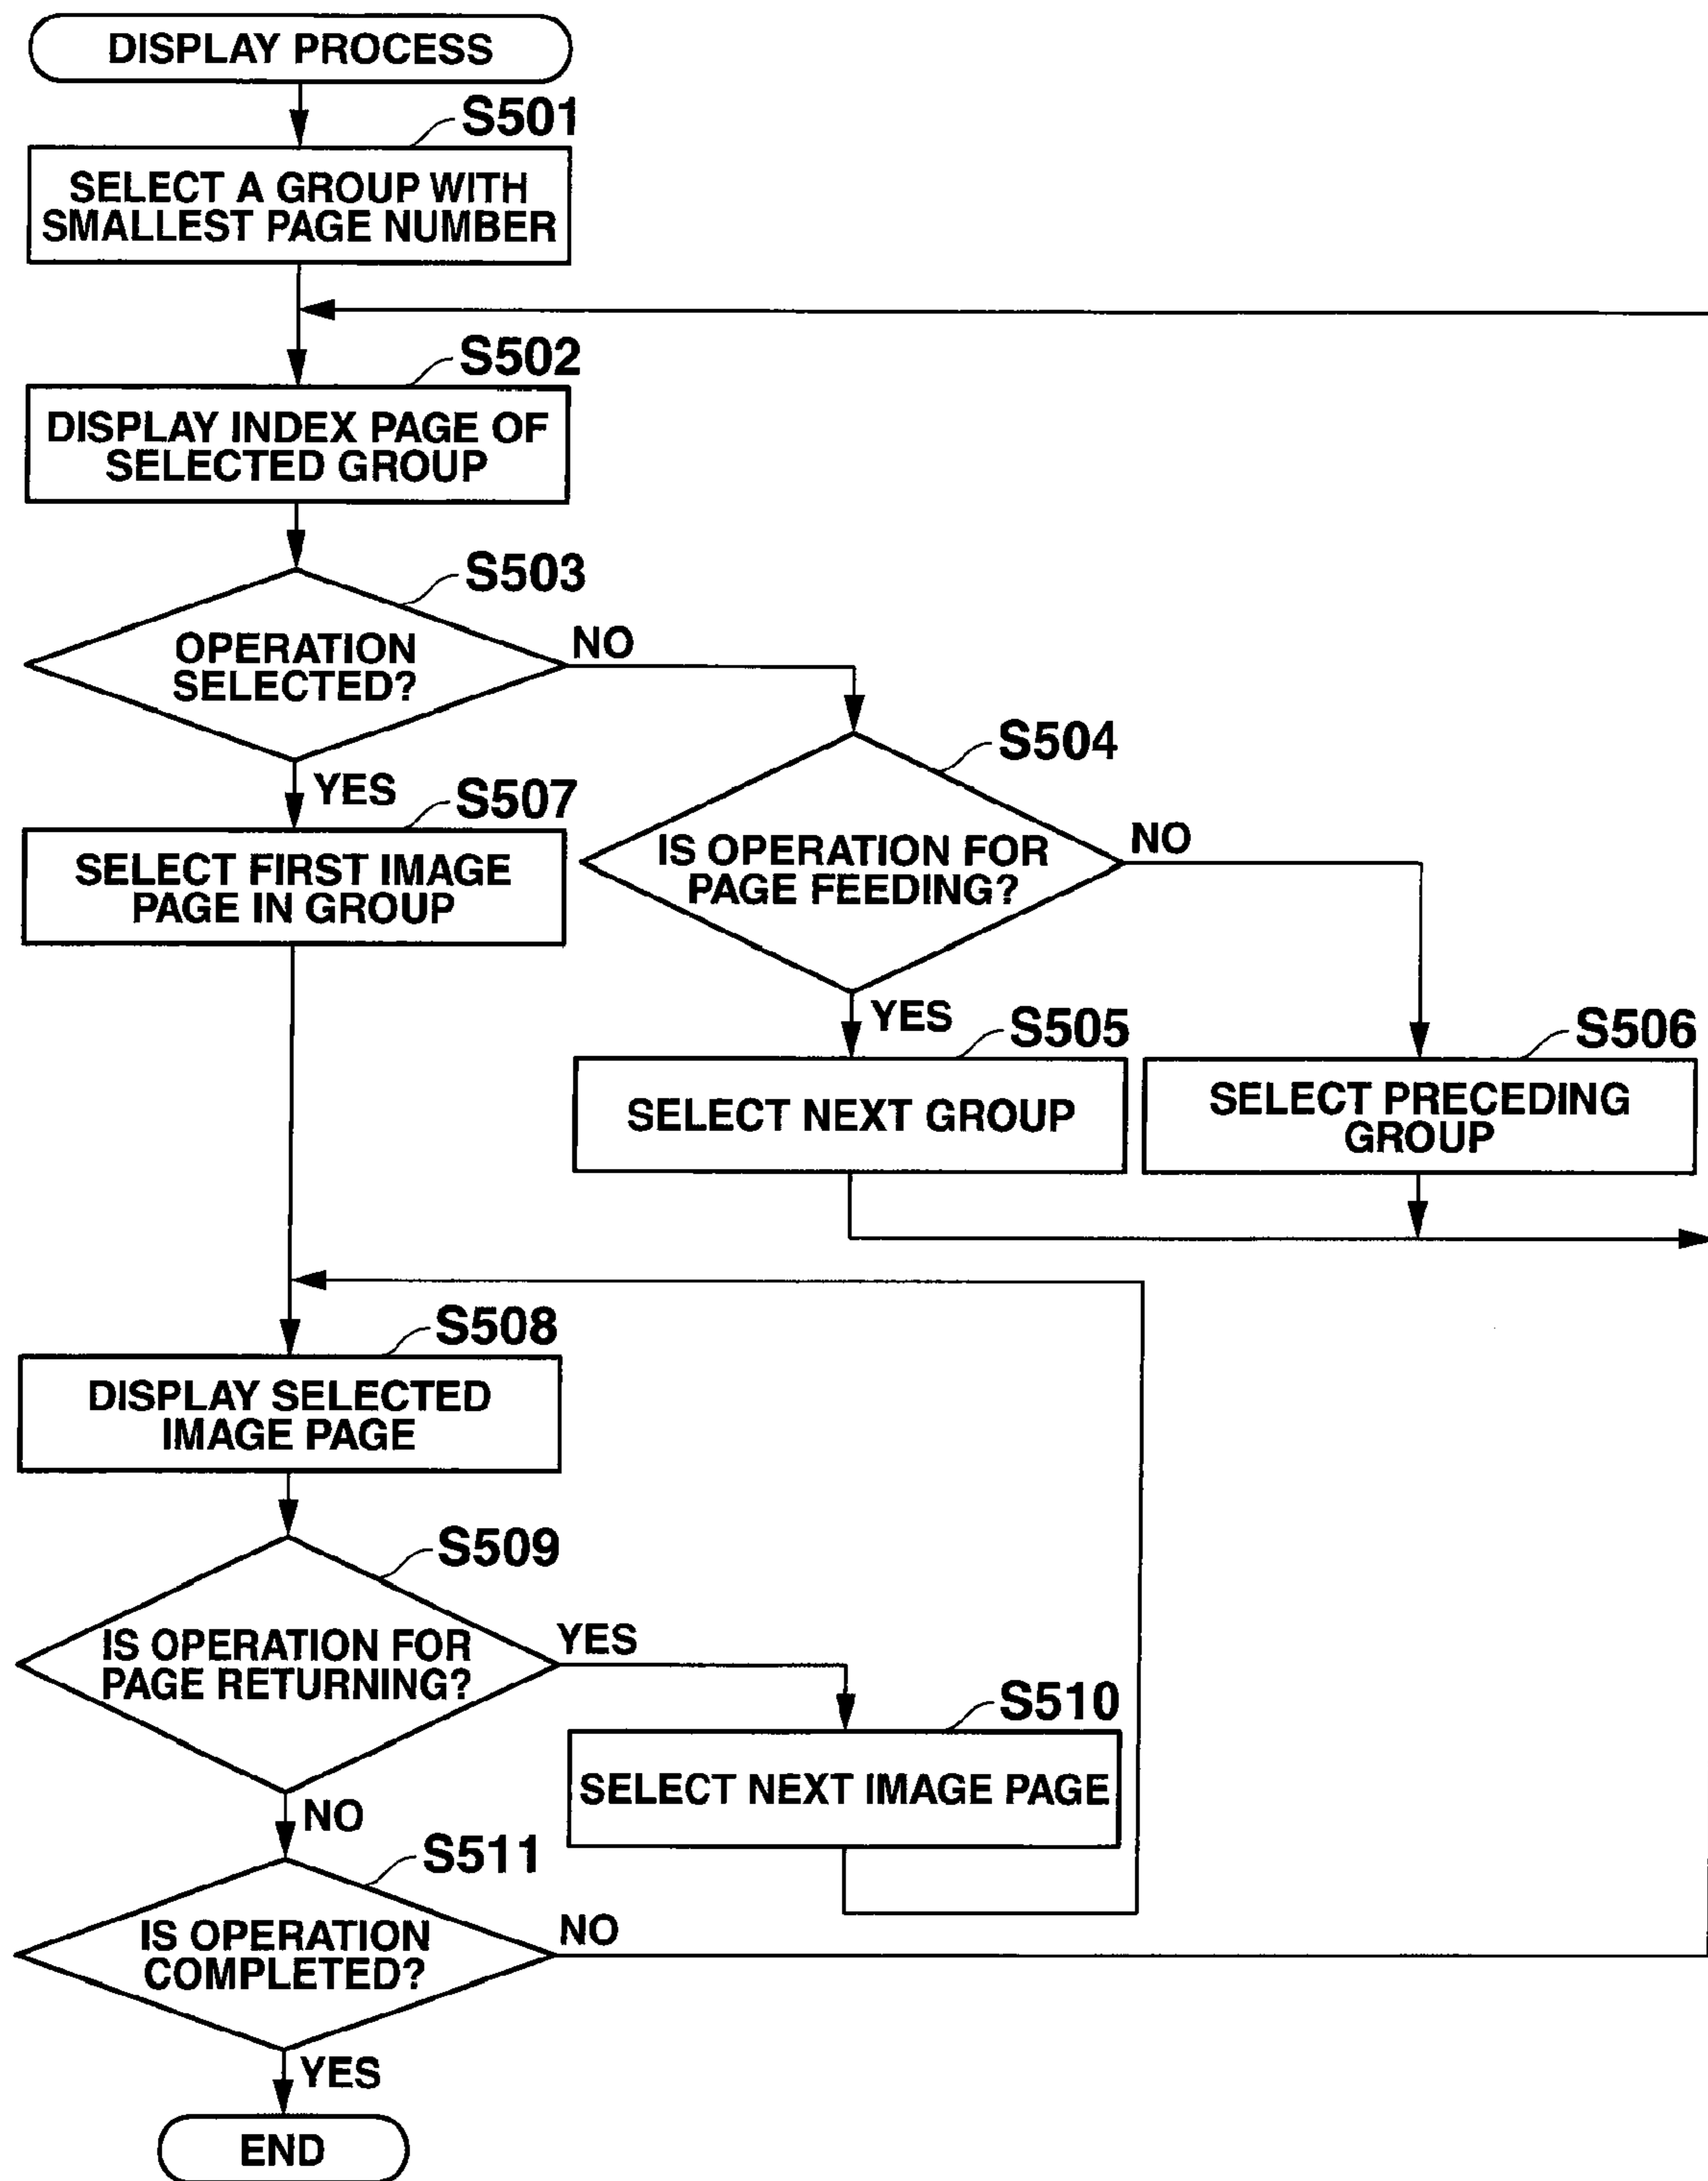 DISPLAY PROCESS
S501
SELECT A GROUP WITH
SMALLEST PAGE NUMBER
S502
DISPLAY INDEX PAGE OF
SELECTED GROUP
S503
OPERATION
SELECTED?
NO
YES
S504
IS OPERATION FOR
PAGE FEEDING?
NO
YES
S507
SELECT FIRST IMAGE
PAGE IN GROUP
S505
SELECT NEXT GROUP
S506
SELECT PRECEDING
GROUP
S508
DISPLAY SELECTED
IMAGE PAGE
S509
IS OPERATION FOR
PAGE RETURNING?
YES
NO
S510
SELECT NEXT IMAGE PAGE
S511
IS OPERATION
COMPLETED?
NO
YES
END